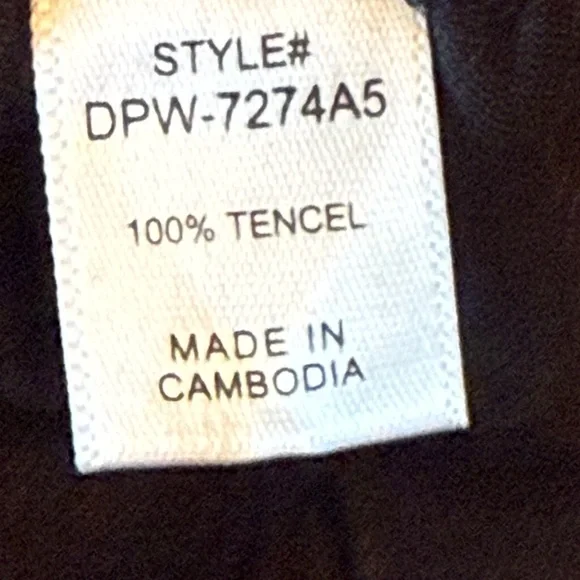 STYLE#
DPW-7274A5
100% TENCEL
MADE IN
CAMBODIA